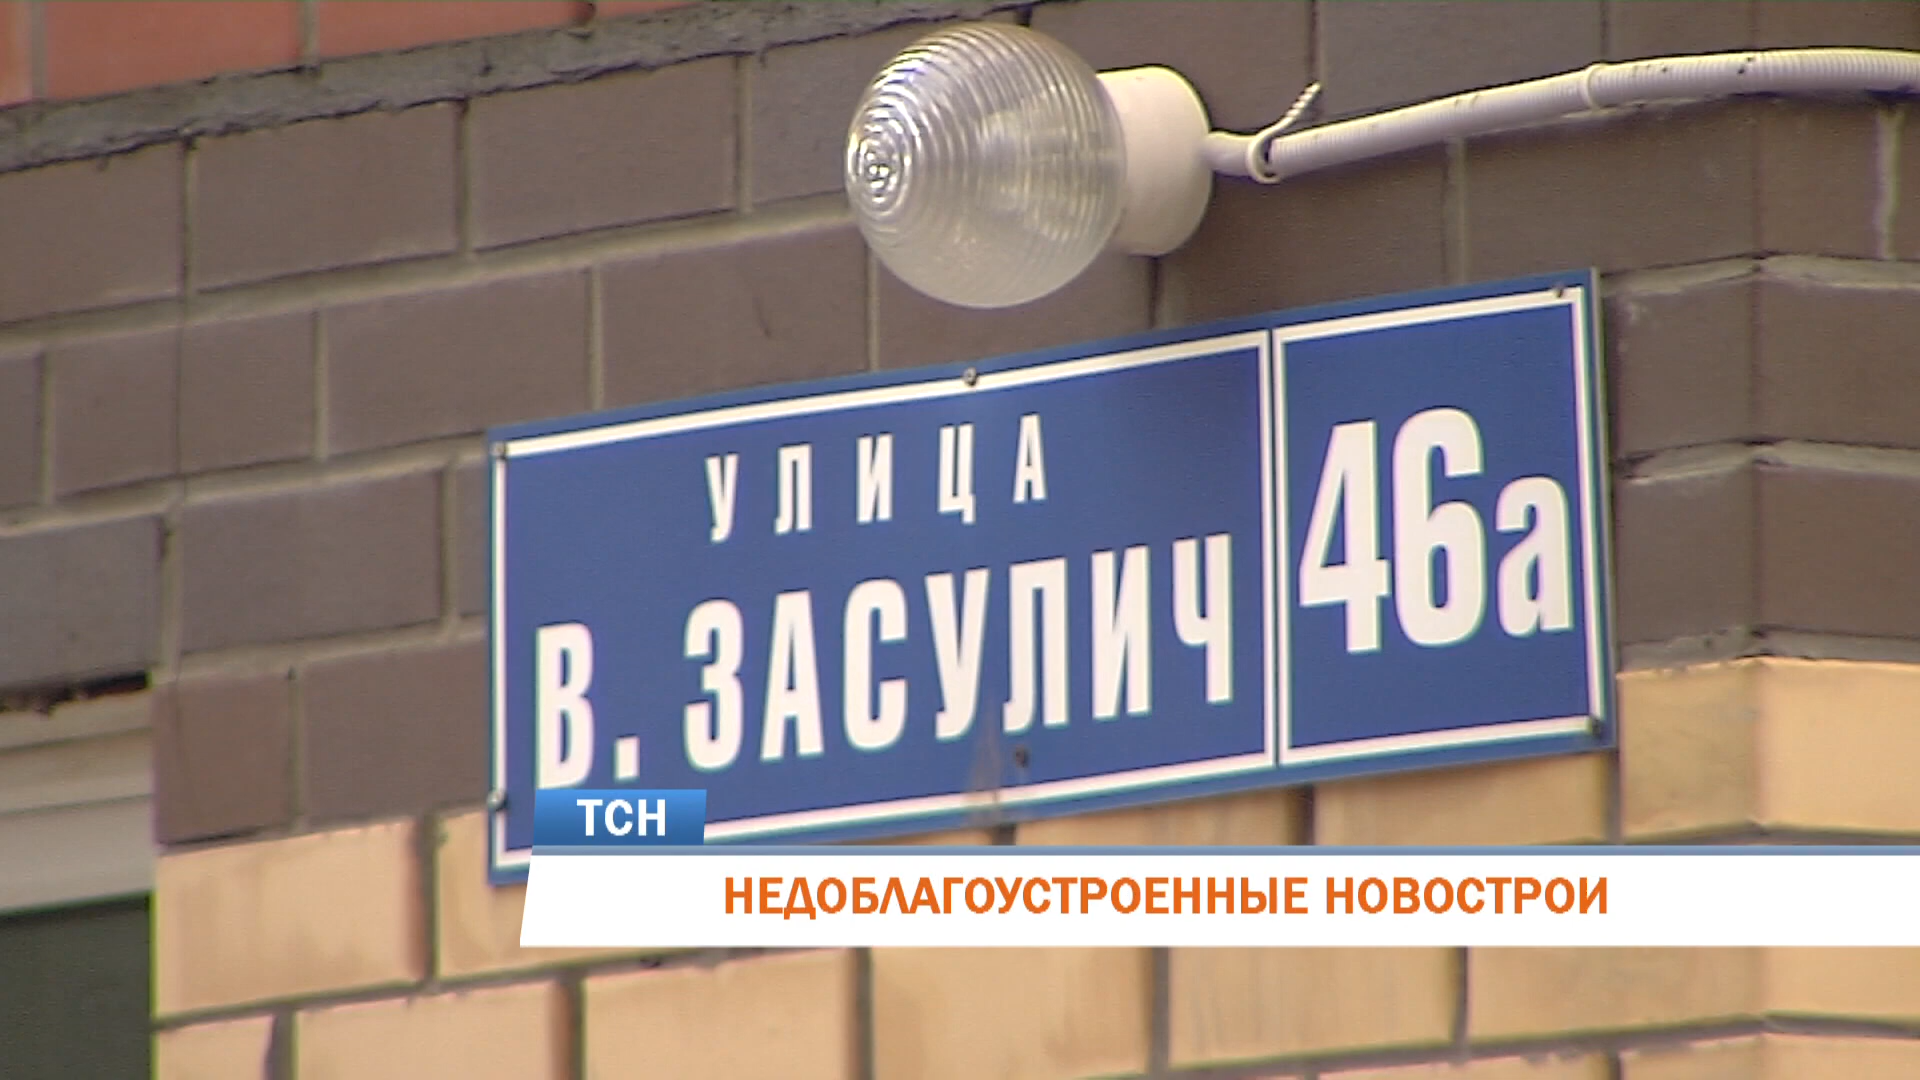 УЛИЦА
В. ЗАСУЛИЧ
46а
ТСН
НЕДОБЛАГОУСТРОЕННЫЕ НОВОСТРОИ